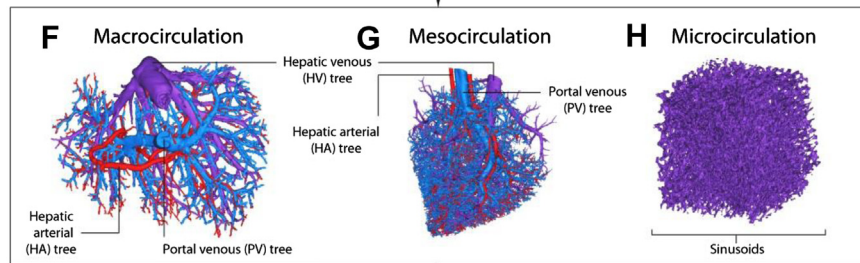 F Macrocirculation
G Mesocirculation
H Microcirculation
Hepatic venous
(HV) tree
Portal venous
(PV) tree
Hepatic arterial
(HA) tree
Hepatic
arterial
(HA) tree
Portal venous (PV) tree
Sinusoids